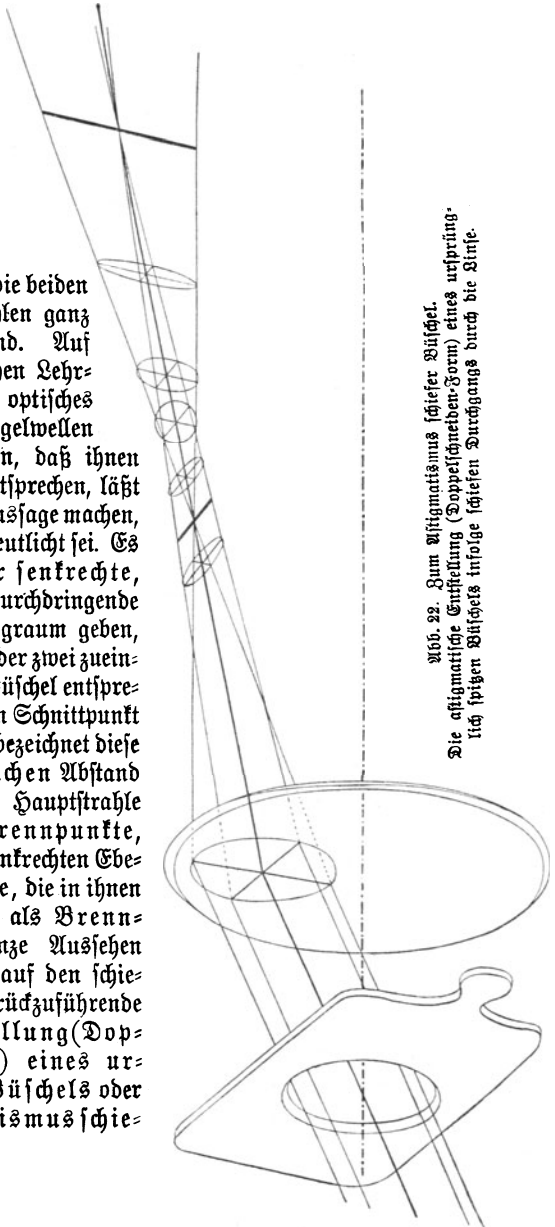 die beiden
len ganz
nd. Auf
hen Lehr-
optisches
gelwellen
n, daß ihnen
tsprechen, läßt
ussage machen,
eutlicht sei. Es
r senkrechte,
urchdringende
graum geben,
der zwei zuein-
üschel entspre-
n Schnittpunkt
bezeichnet diese
chen Abstand
Hauptstrahle
rennpunkte,
nkrechten Ebe-
e, die in ihnen
als Brenn-
nze Aussehen
auf den schie-
rückzuführende
llung (Dop-
) eines ur-
Büschels oder
ismus schie-
Abb. 22. Zum Astigmatismus schiefer Büschel.
Die astigmatische Entstellung (Doppelschneiden-Form) eines ursprüng-
lich spitzen Büschels infolge schiefen Durchgangs durch die Linse.